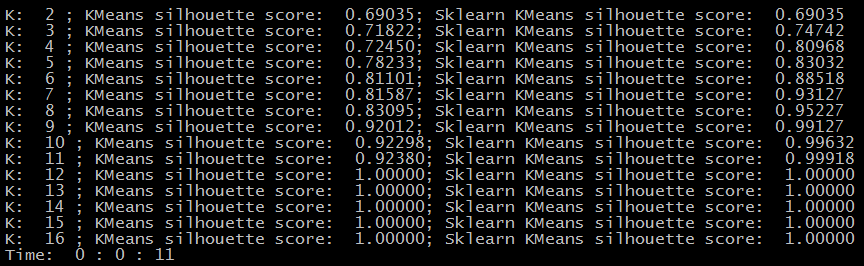 K:  2 ; KMeans silhouette score:  0.69035; Sklearn KMeans silhouette score:  0.69035
K:  3 ; KMeans silhouette score:  0.71822; Sklearn KMeans silhouette score:  0.74742
K:  4 ; KMeans silhouette score:  0.72450; Sklearn KMeans silhouette score:  0.80968
K:  5 ; KMeans silhouette score:  0.78233; Sklearn KMeans silhouette score:  0.83032
K:  6 ; KMeans silhouette score:  0.81101; Sklearn KMeans silhouette score:  0.88518
K:  7 ; KMeans silhouette score:  0.81587; Sklearn KMeans silhouette score:  0.93127
K:  8 ; KMeans silhouette score:  0.83095; Sklearn KMeans silhouette score:  0.95227
K:  9 ; KMeans silhouette score:  0.92012; Sklearn KMeans silhouette score:  0.99127
K:  10 ; KMeans silhouette score:  0.92298; Sklearn KMeans silhouette score:  0.99632
K:  11 ; KMeans silhouette score:  0.92380; Sklearn KMeans silhouette score:  0.99918
K:  12 ; KMeans silhouette score:  1.00000; Sklearn KMeans silhouette score:  1.00000
K:  13 ; KMeans silhouette score:  1.00000; Sklearn KMeans silhouette score:  1.00000
K:  14 ; KMeans silhouette score:  1.00000; Sklearn KMeans silhouette score:  1.00000
K:  15 ; KMeans silhouette score:  1.00000; Sklearn KMeans silhouette score:  1.00000
K:  16 ; KMeans silhouette score:  1.00000; Sklearn KMeans silhouette score:  1.00000
Time:  0 : 0 : 11